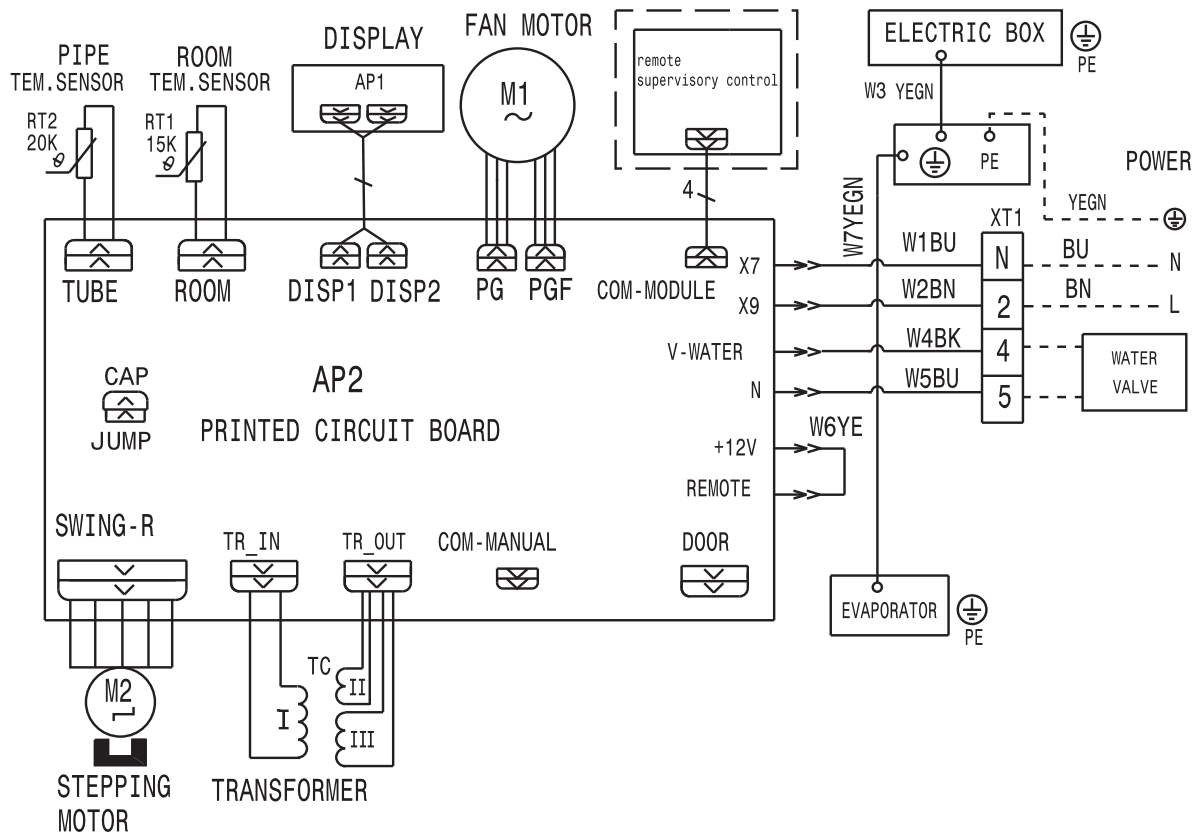 PIPE
TEM.SENSOR
ROOM
TEM.SENSOR
DISPLAY
FAN MOTOR
remote
supervisory control
ELECTRIC BOX
PE
RT2
20K
θ
RT1
15K
θ
AP1
M1
W3 YEGN
PE
POWER
4
W7YEGN
YEGN
XT1
TUBE
ROOM
DISP1
DISP2
PG
PGF
COM-MODULE
X7
W1BU
N
BU
N
X9
W2BN
2
BN
L
V-WATER
W4BK
4
WATER
VALVE
N
W5BU
5
CAP
JUMP
AP2
PRINTED CIRCUIT BOARD
+12V
W6YE
REMOTE
SWING-R
TR_IN
TR_OUT
COM-MANUAL
DOOR
EVAPORATOR
PE
M2
TC
I
II
III
STEPPING
MOTOR
TRANSFORMER